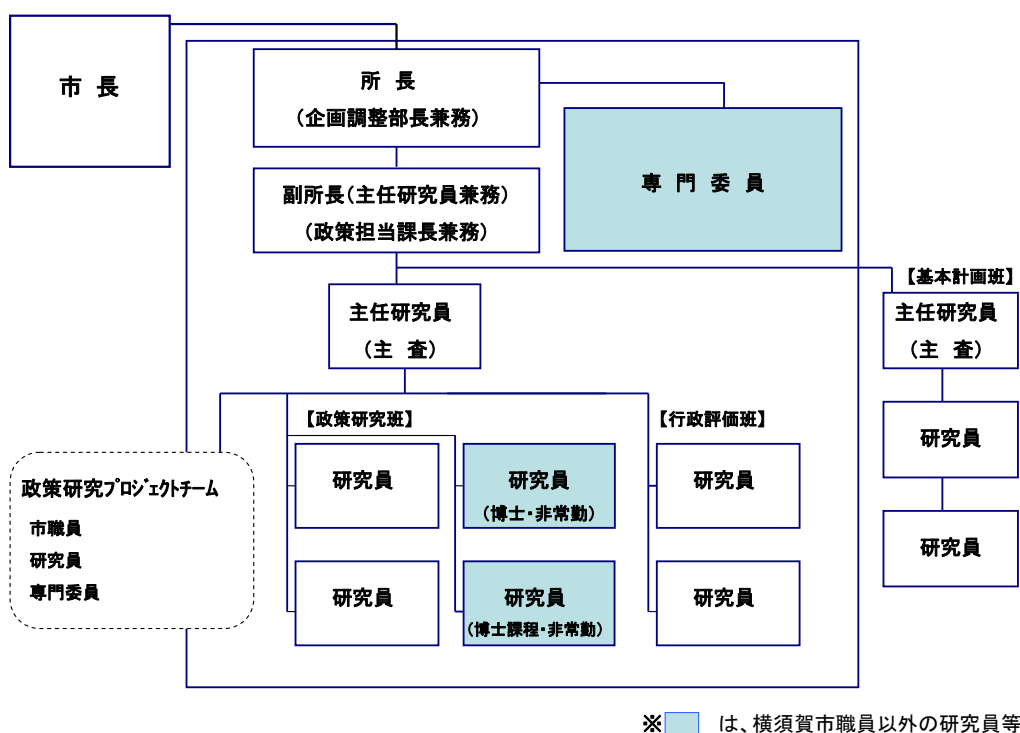 市 長
所 長
(企画調整部長兼務)
専 門 委 員
副所長(主任研究員兼務)
(政策担当課長兼務)
【基本計画班】
主任研究員
(主 査)
主任研究員
(主 査)
研究員
研究員
【政策研究班】
【行政評価班】
研究員
研究員
(博士・非常勤)
研究員
研究員
研究員
(博士課程・非常勤)
研究員
政策研究プロジェクトチーム
市職員
研究員
専門委員
※ は、横須賀市職員以外の研究員等